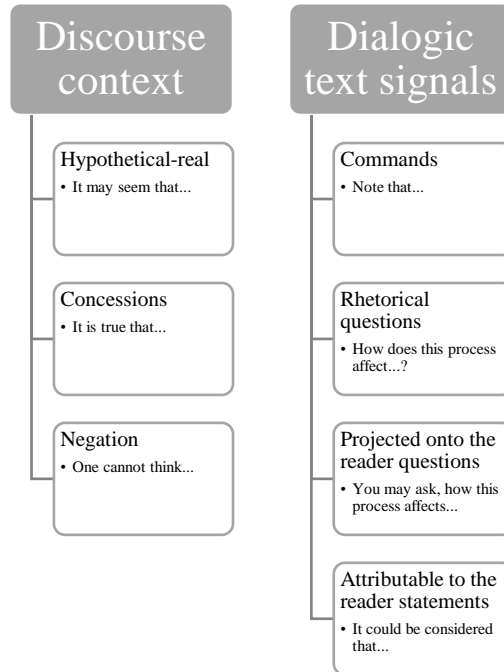 Discourse
context
Hypothetical-real
• It may seem that...
Concessions
• It is true that...
Negation
• One cannot think...
Dialogic
text signals
Commands
• Note that...
Rhetorical
questions
• How does this process
affect...?
Projected onto the
reader questions
• You may ask, how this
process affects...
Attributable to the
reader statements
• It could be considered
that...